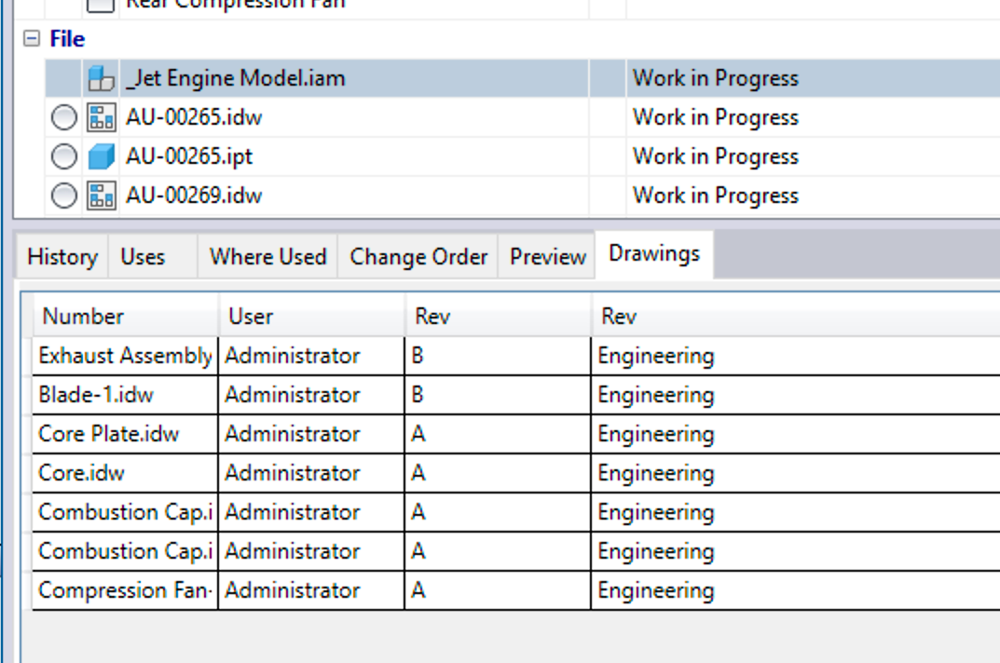 Rear Compression Fan
File
_Jet Engine Model.iam Work in Progress
AU-00265.idw Work in Progress
AU-00265.ipt Work in Progress
AU-00269.idw Work in Progress
History Uses Where Used Change Order Preview Drawings
Number User Rev Rev
Exhaust Assembly Administrator B Engineering
Blade-1.idw Administrator B Engineering
Core Plate.idw Administrator A Engineering
Core.idw Administrator A Engineering
Combustion Cap.i Administrator A Engineering
Combustion Cap.i Administrator A Engineering
Compression Fan- Administrator A Engineering